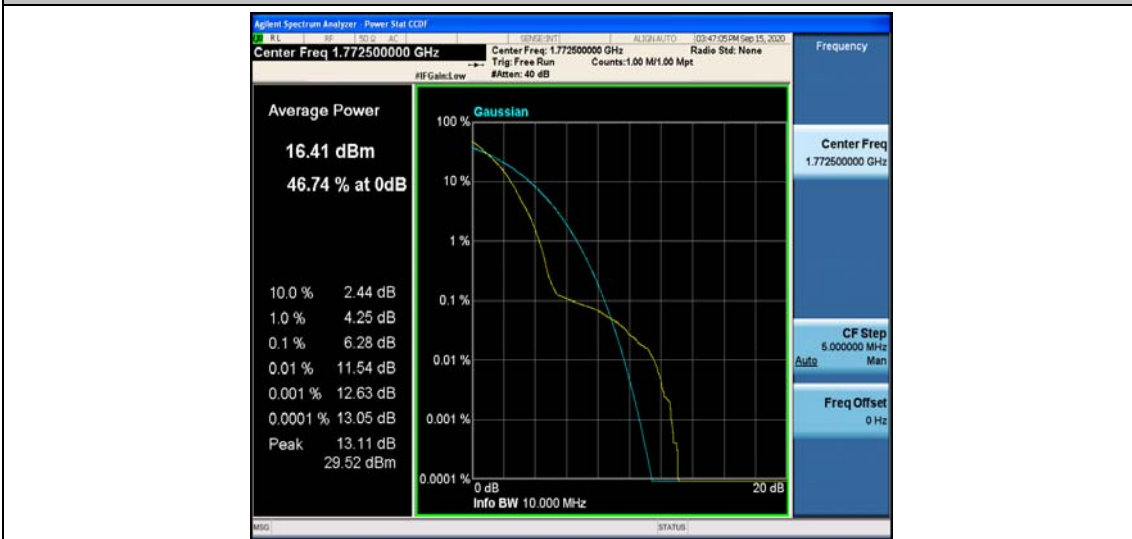 Agilent Spectrum Analyzer - Power Stat CCDF
RL RF 50 Ω AC SENSE:INT ALIGN AUTO 03:47:05 PM Sep 15, 2020
Center Freq 1.772500000 GHz
Center Freq: 1.772500000 GHz Radio Std: None
Trig: Free Run Counts:1.00 M/1.00 Mpt
#IFGain:Low #Atten: 40 dB
Frequency
Average Power
16.41 dBm
46.74 % at 0dB
10.0 % 2.44 dB
1.0 % 4.25 dB
0.1 % 6.28 dB
0.01 % 11.54 dB
0.001 % 12.63 dB
0.0001 % 13.05 dB
Peak 13.11 dB
29.52 dBm
Gaussian
100 %
10 %
1 %
0.1 %
0.01 %
0.001 %
0.0001 %
0 dB 20 dB
Info BW 10.000 MHz
Center Freq
1.772500000 GHz
CF Step
5.000000 MHz
Auto Man
Freq Offset
0 Hz
MSG STATUS